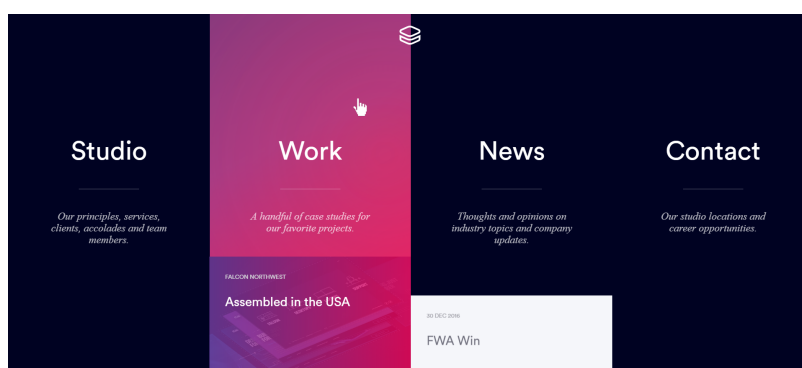 Studio
Our principles, services,
clients, accolades and team
members.
Work
A handful of case studies for
our favorite projects.
FALCON NORTHWEST
Assembled in the USA
News
Thoughts and opinions on
industry topics and company
updates.
20 DEC 2016
FWA Win
Contact
Our studio locations and
career opportunities.